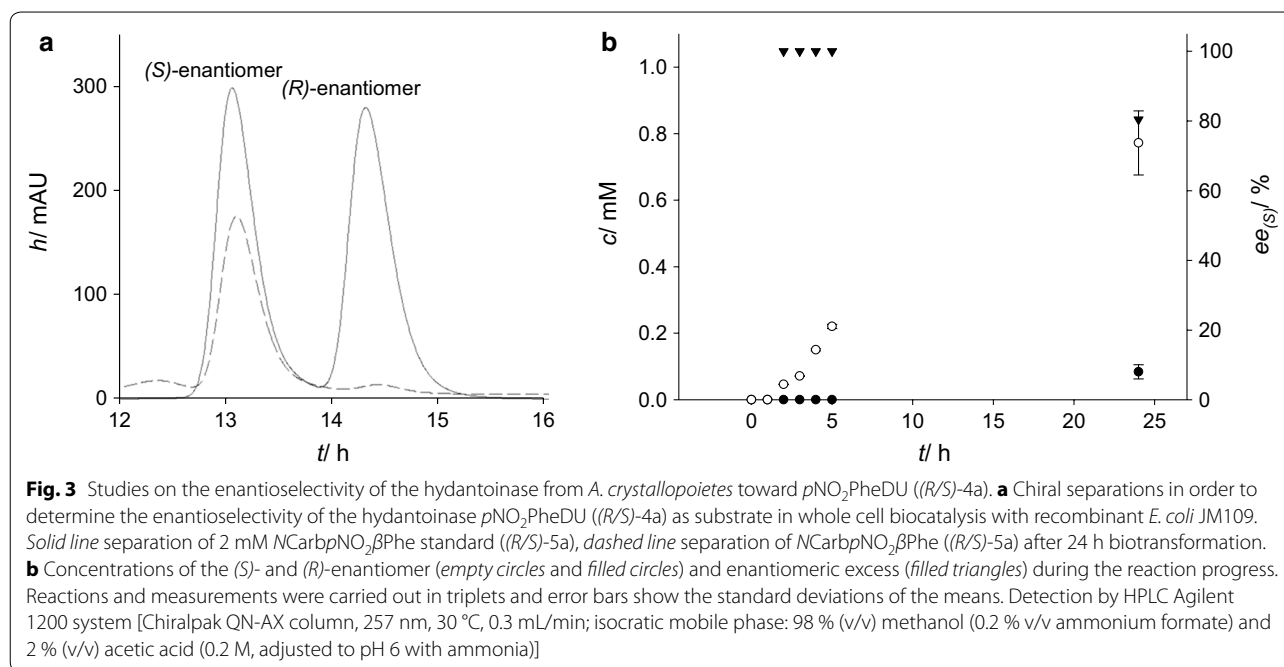 a
b
(S)-enantiomer
(R)-enantiomer
300
200
100
0
h/ mAU
12 13 14 15 16
t/ h
1.0
0.8
0.6
0.4
0.2
0.0
c/ mM
0 5 10 15 20 25
t/ h
100
80
60
40
20
0
ee(S)/ %
Fig. 3 Studies on the enantioselectivity of the hydantoinase from A. crystallopoietes toward pNO₂PheDU ((R/S)-4a). a Chiral separations in order to
determine the enantioselectivity of the hydantoinase pNO₂PheDU ((R/S)-4a) as substrate in whole cell biocatalysis with recombinant E. coli JM109.
Solid line separation of 2 mM NCarbpNO₂βPhe standard ((R/S)-5a), dashed line separation of NCarbpNO₂βPhe ((R/S)-5a) after 24 h biotransformation.
b Concentrations of the (S)- and (R)-enantiomer (empty circles and filled circles) and enantiomeric excess (filled triangles) during the reaction progress.
Reactions and measurements were carried out in triplets and error bars show the standard deviations of the means. Detection by HPLC Agilent
1200 system [Chiralpak QN-AX column, 257 nm, 30 °C, 0.3 mL/min; isocratic mobile phase: 98 % (v/v) methanol (0.2 % v/v ammonium formate) and
2 % (v/v) acetic acid (0.2 M, adjusted to pH 6 with ammonia)]